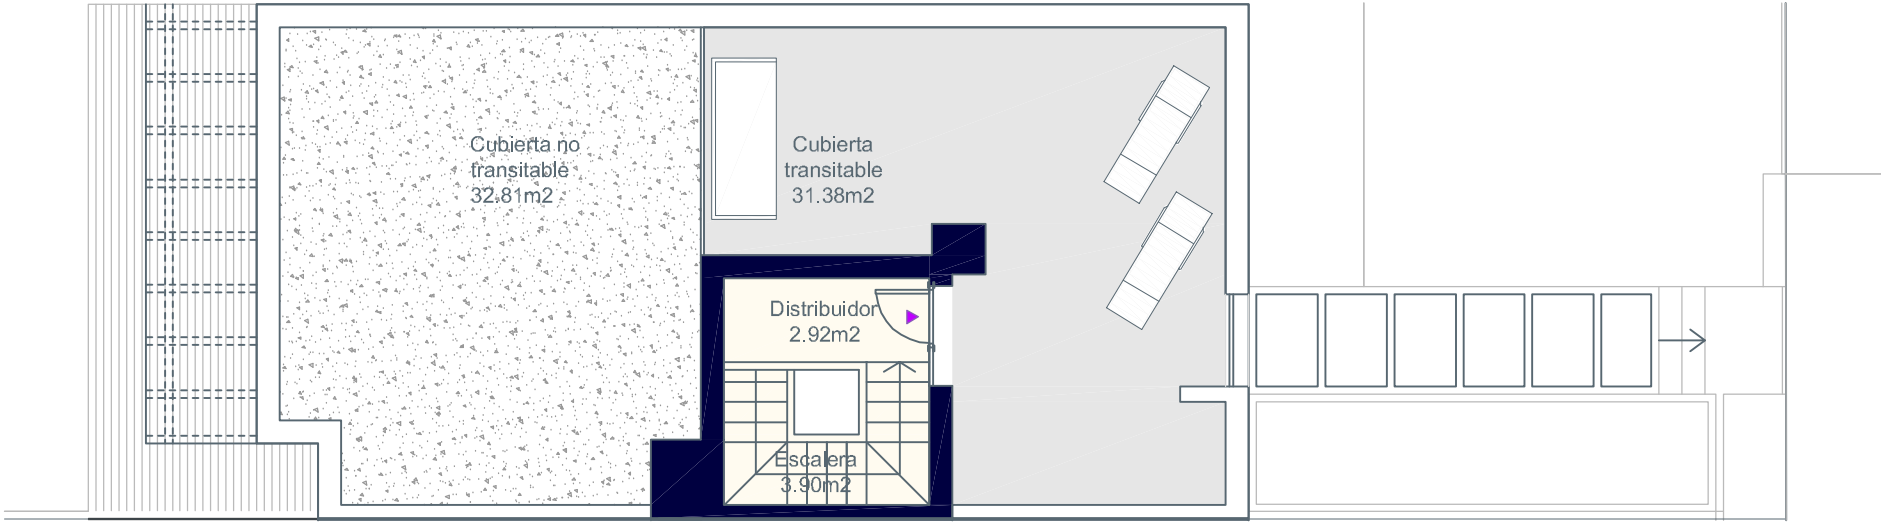 Cubierta no
transitable
32.81m2
Cubierta
transitable
31.38m2
Distribuidor
2.92m2
Escalera
3.90m2